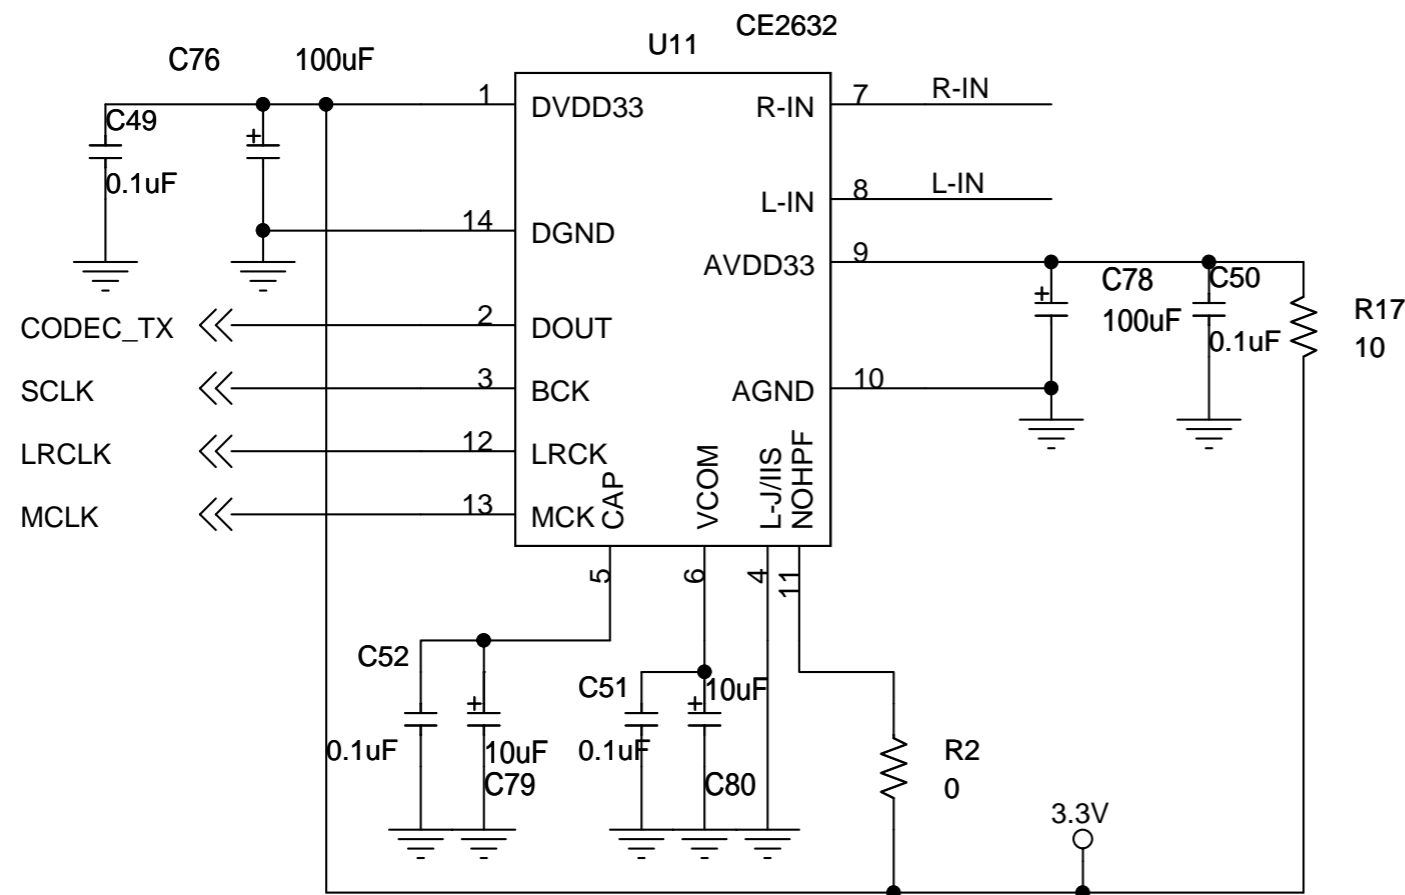 CE2632
U11
C76 100uF
1 DVDD33 R-IN 7 R-IN
C49
0.1uF
L-IN 8 L-IN
14 DGND
AVDD33 9
C78 C50
100uF 0.1uF
R17
10
CODEC_TX 2 DOUT
SCLK 3 BCK AGND 10
LRCLK 12 LRCK
MCLK 13 MCK
CAP VCOM L-J/IIS NOHPF
5 6 4 11
C52
0.1uF 10uF
C79
C51 10uF
0.1uF
C80
R2
0
3.3V
+
+
+
+